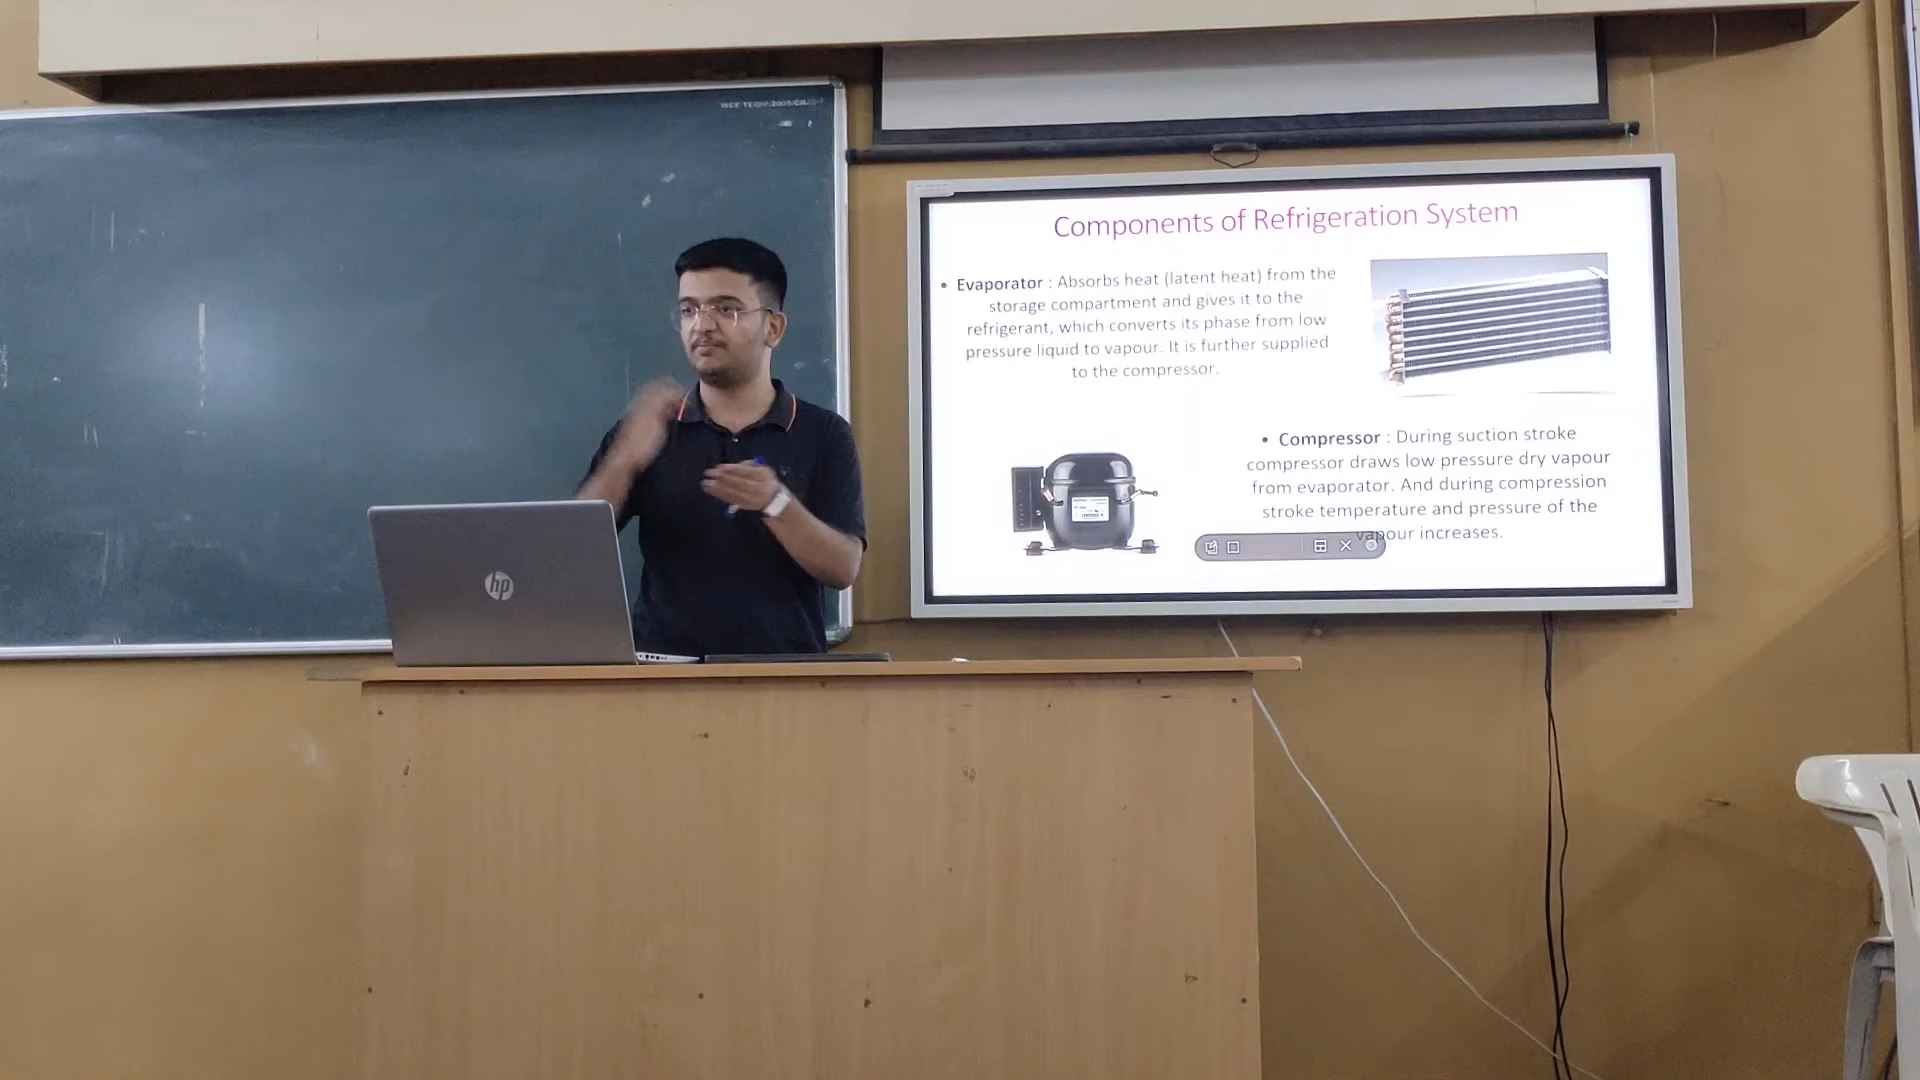 Components of Refrigeration System
• Evaporator : Absorbs heat (latent heat) from the
storage compartment and gives it to the
refrigerant, which converts its phase from low
pressure liquid to vapour. It is further supplied
to the compressor.
• Compressor : During suction stroke
compressor draws low pressure dry vapour
from evaporator. And during compression
stroke temperature and pressure of the
vapour increases.
hp